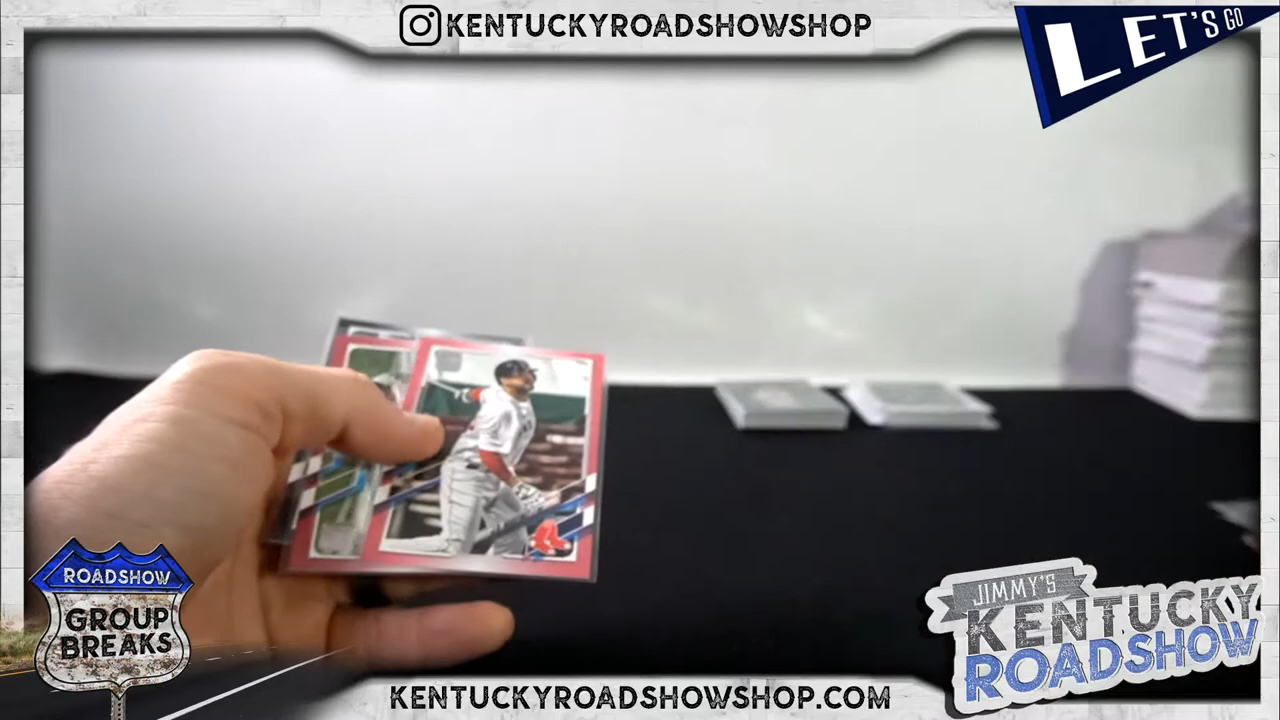 KENTUCKYROADSHOWSHOP
LET'S GO
ROADSHOW
GROUP
BREAKS
JIMMY'S
KENTUCKY
ROADSHOW
KENTUCKYROADSHOWSHOP.COM